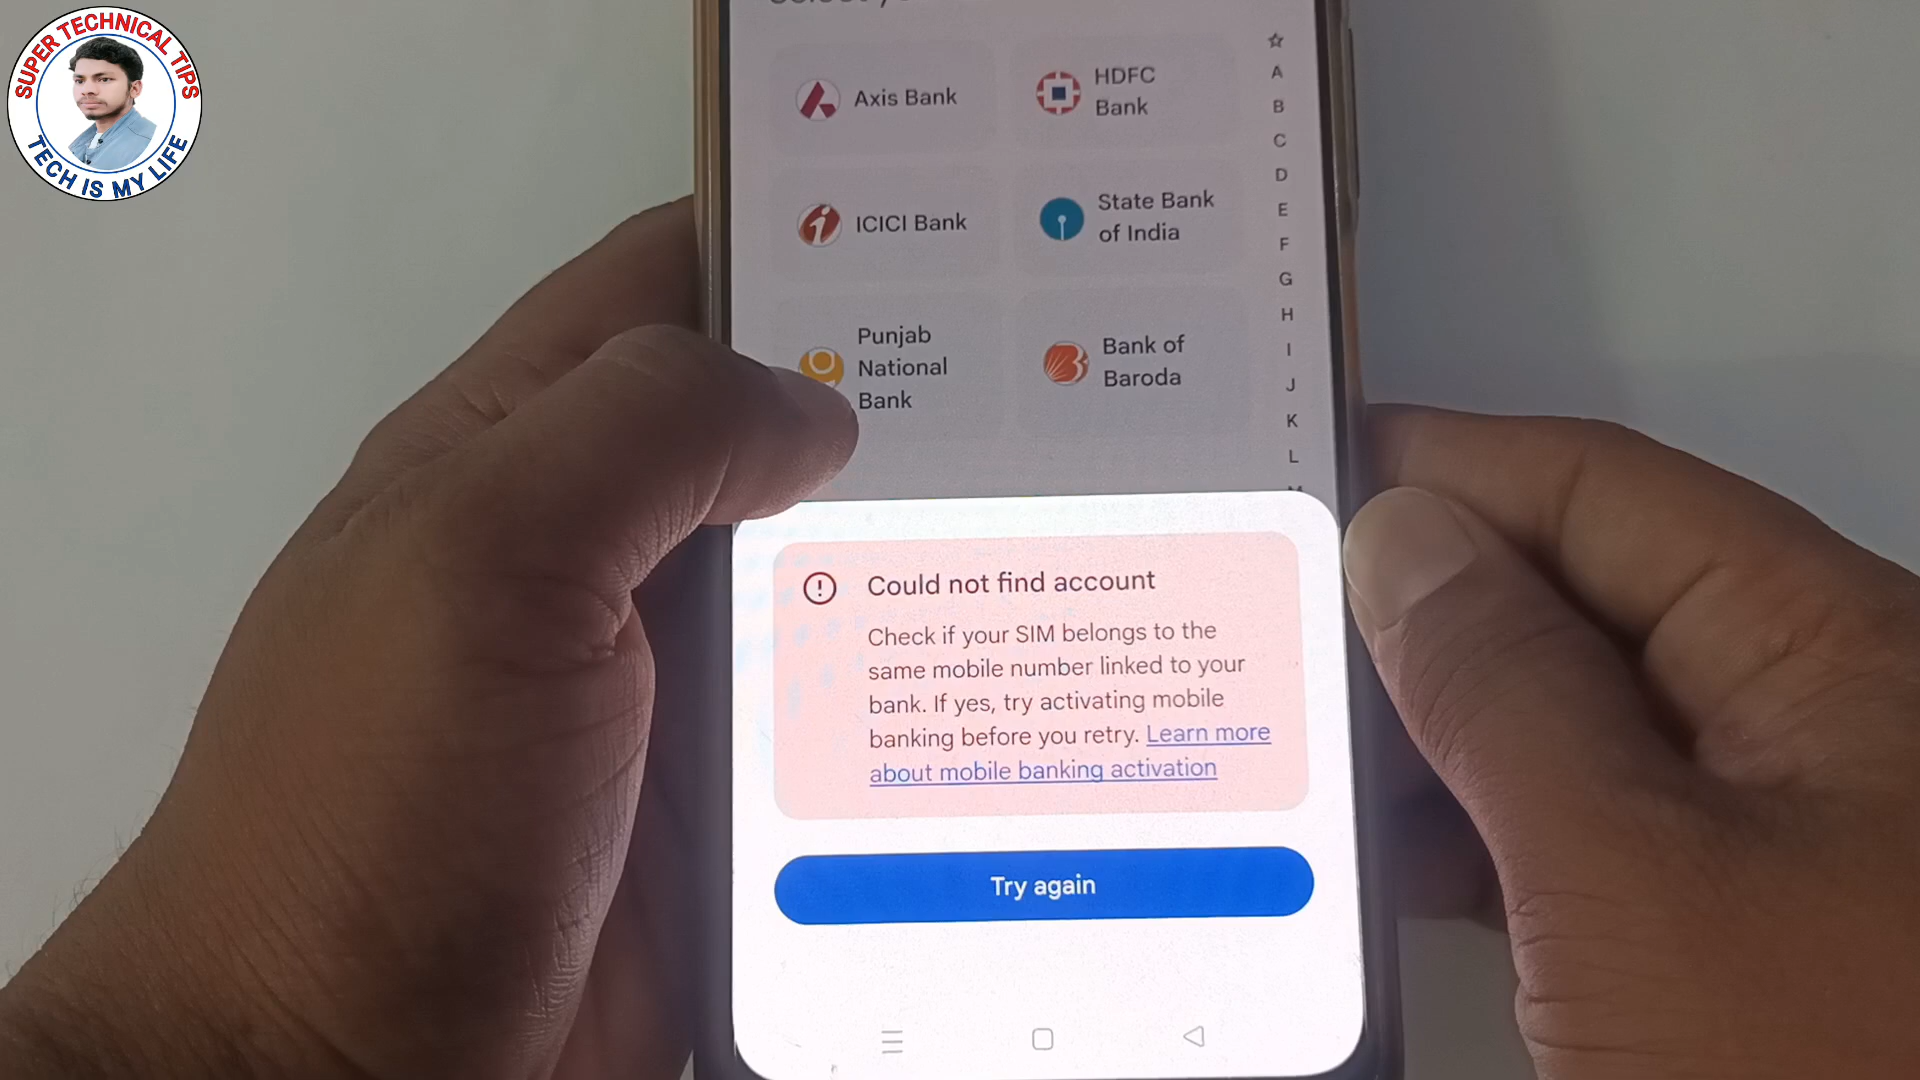 SUPER TECHNICAL TIPS
TECH IS MY LIFE
Axis Bank
HDFC
Bank
ICICI Bank
State Bank
of India
Punjab
National
Bank
Bank of
Baroda
A
B
C
D
E
F
G
H
I
J
K
L
Could not find account
Check if your SIM belongs to the
same mobile number linked to your
bank. If yes, try activating mobile
banking before you retry. Learn more
about mobile banking activation
Try again